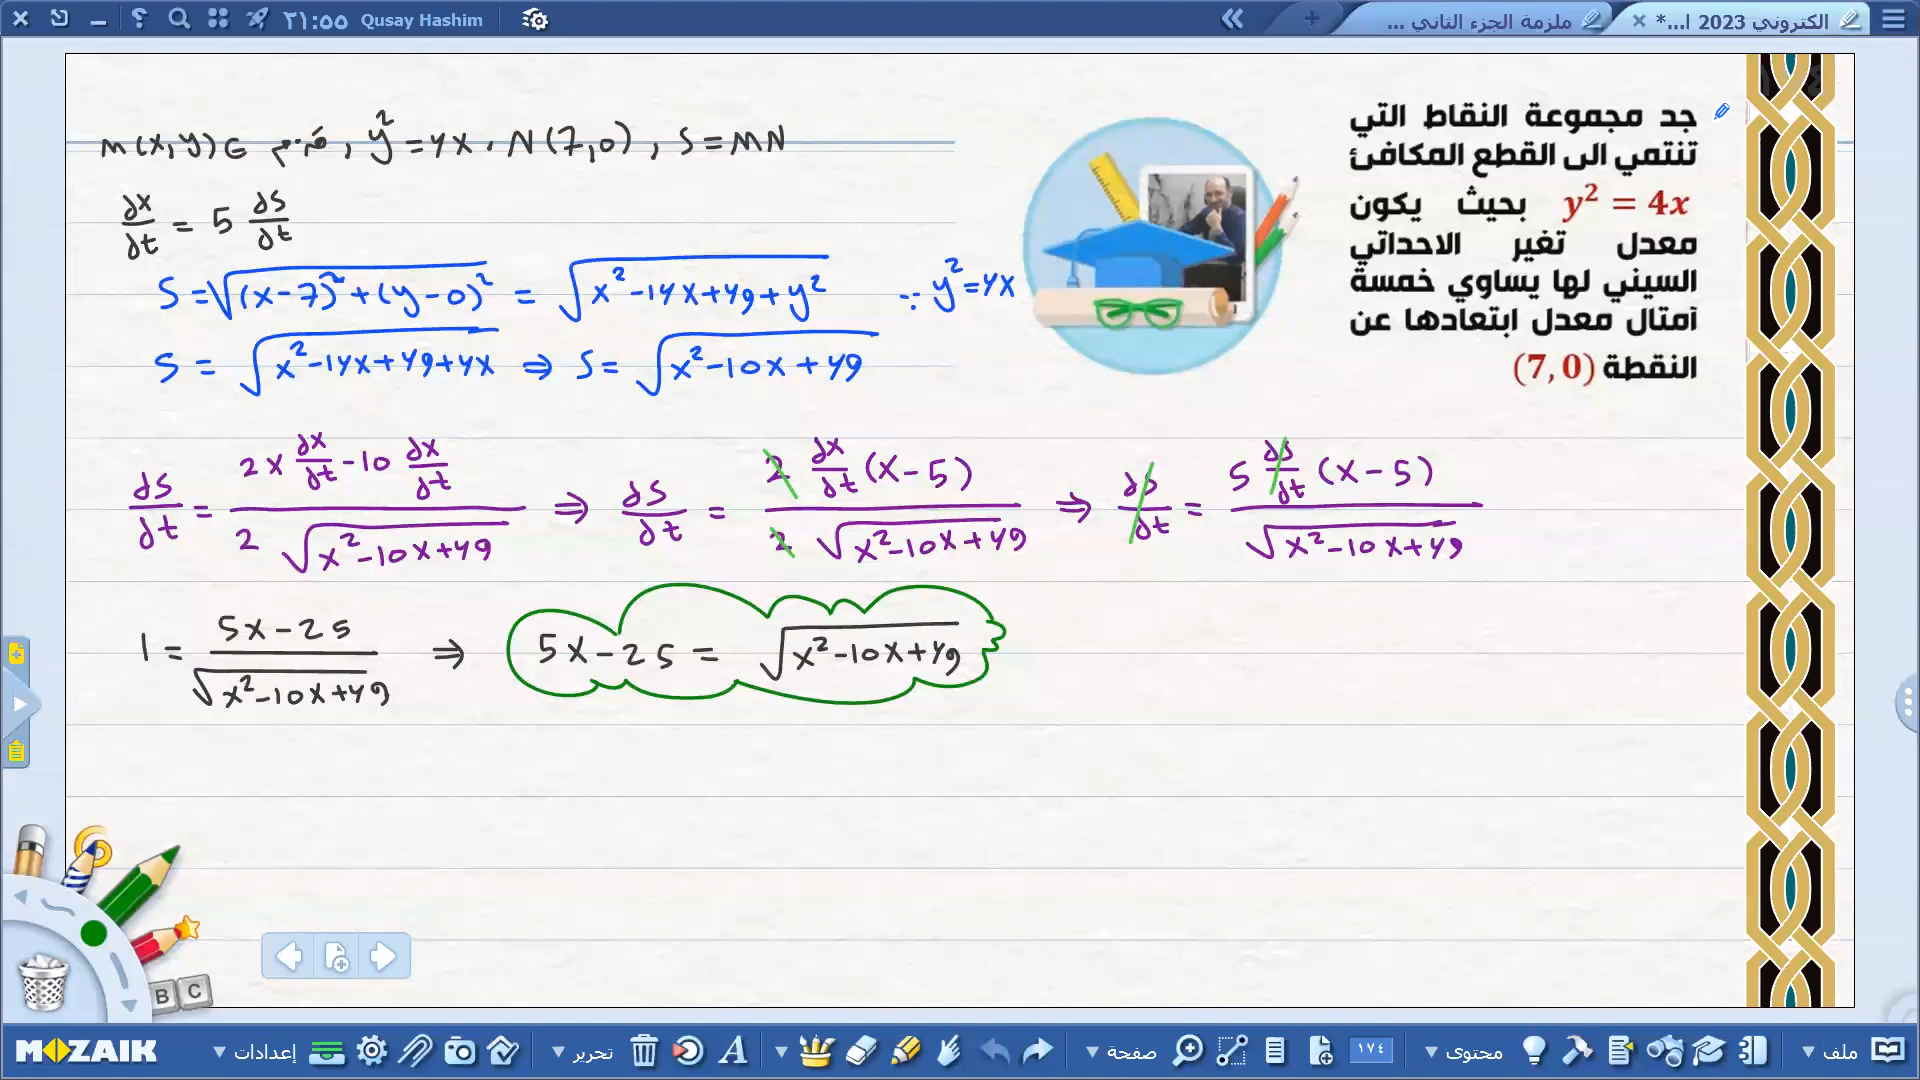 ٢١:٥٥ Qusay Hashim
ملزمة الجزء الثاني ...
الكتروني 2023 ا...*
جد مجموعة النقاط التي
تنتمي الى القطع المكافئ
y² = 4x بحيث يكون
معدل تغير الاحداثي
السيني لها يساوي خمسة
أمثال معدل ابتعادها عن
النقطة (7, 0)
M(x,y) ∈ , y² = 4x , N(7,0) , S = MN
dx/dt = 5 ds/dt
S = √((x-7)² + (y-0)²) = √(x² - 14x + 49 + y²) ∵ y² = 4x
S = √(x² - 14x + 49 + 4x) ⇒ S = √(x² - 10x + 49)
ds/dt = (2x dx/dt - 10 dx/dt) / (2 √(x² - 10x + 49)) ⇒ ds/dt = (2 dx/dt (x - 5)) / (2 √(x² - 10x + 49)) ⇒ ds/dt = (5 ds/dt (x - 5)) / √(x² - 10x + 49)
1 = (5x - 25) / √(x² - 10x + 49) ⇒ 5x - 25 = √(x² - 10x + 49)
B C
MOZAIK
إعدادات
تحرير
A
صفحة
١٧٤
محتوى
ملف